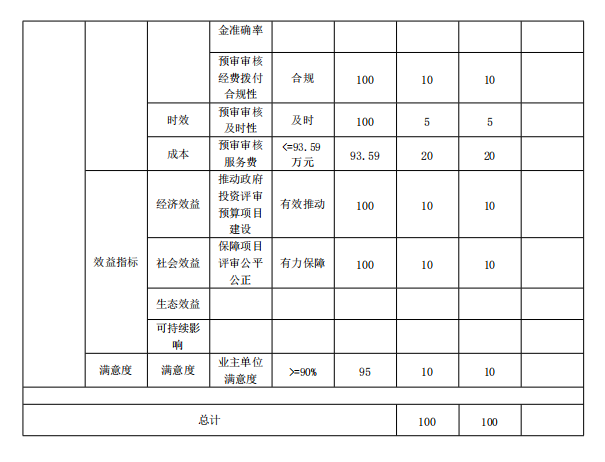 金准确率
预审审核
经费拨付
合规性
合规
100
10
10
时效
预审审核
及时性
及时
100
5
5
成本
预审审核
服务费
<=93.59
万元
93.59
20
20
效益指标
经济效益
推动政府
投资评审
预算项目
建设
有效推动
100
10
10
社会效益
保障项目
评审公平
公正
有力保障
100
10
10
生态效益
可持续影
响
满意度
满意度
业主单位
满意度
>=90%
95
10
10
总计
100
100